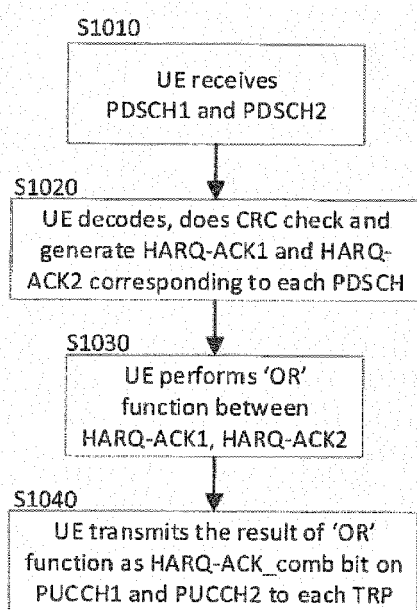 S1010
UE receives
PDSCH1 and PDSCH2
S1020
UE decodes, does CRC check and
generate HARQ-ACK1 and HARQ-
ACK2 corresponding to each PDSCH
S1030
UE performs 'OR'
function between
HARQ-ACK1, HARQ-ACK2
S1040
UE transmits the result of 'OR'
function as HARQ-ACK_comb bit on
PUCCH1 and PUCCH2 to each TRP